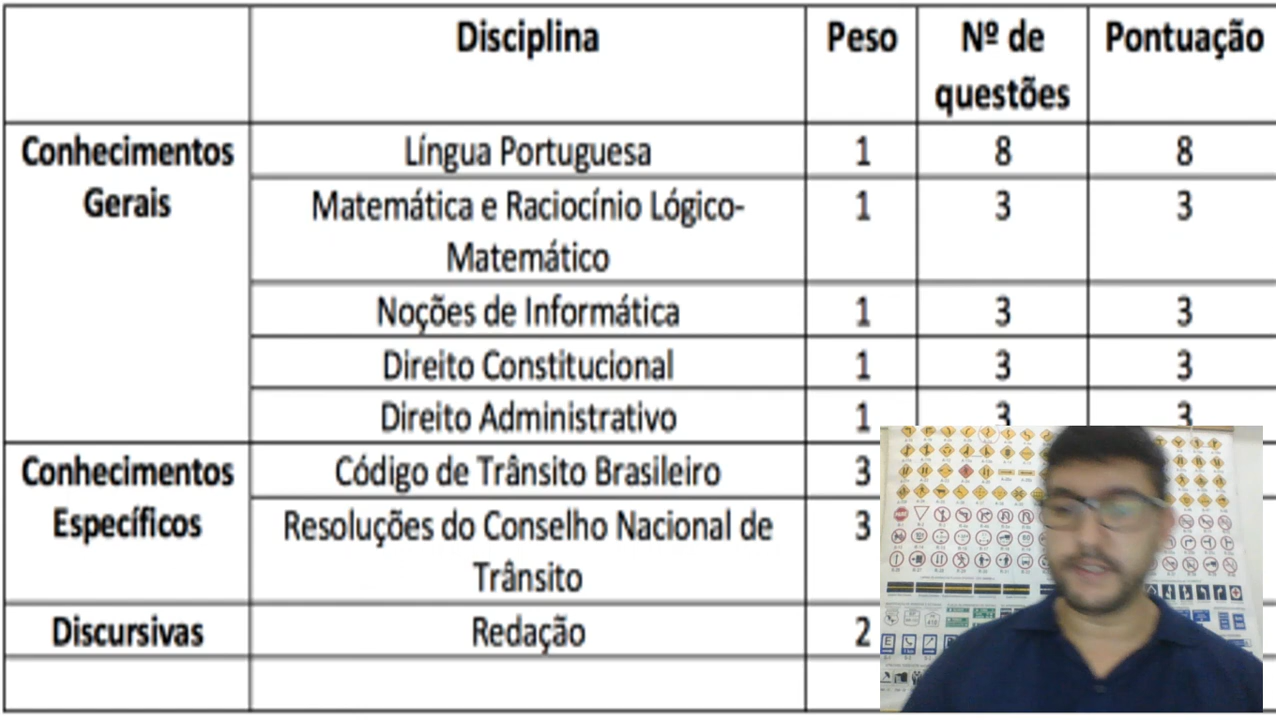 Disciplina Peso Nº de Pontuação
questões
Conhecimentos Língua Portuguesa 1 8 8
Gerais Matemática e Raciocínio Lógico- 1 3 3
Matemático
Noções de Informática 1 3 3
Direito Constitucional 1 3 3
Direito Administrativo 1 3 3
Conhecimentos Código de Trânsito Brasileiro 3
Específicos Resoluções do Conselho Nacional de 3
Trânsito
Discursivas Redação 2